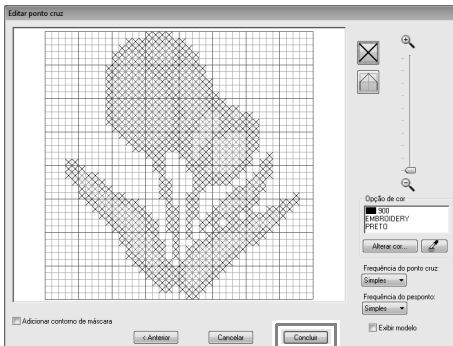 Editar ponto cruz
Opção de cor
900
EMBROIDERY
PRETO
Alterar cor...
Frequência do ponto cruz:
Simples
Frequência do pesponto:
Simples
Exibir modelo
Adicionar contorno de máscara
< Anterior
Cancelar
Concluir